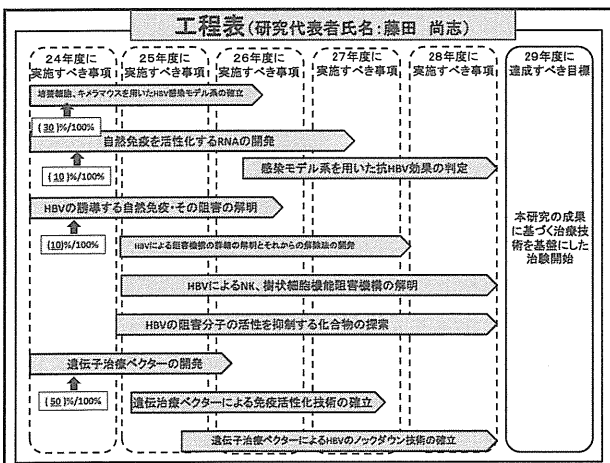 工程表(研究代表者氏名:藤田 尚志)
24年度に
実施すべき事項
25年度に
実施すべき事項
26年度に
実施すべき事項
27年度に
実施すべき事項
28年度に
実施すべき事項
29年度に
達成すべき目標
培養細胞、キメラマウスを用いたHBV感染モデル系の確立
(30)%/100%
自然免疫を活性化するRNAの開発
(10)%/100%
感染モデル系を用いた抗HBV効果の判定
HBVの誘導する自然免疫・その阻害の解明
(10)%/100%
HBVによる阻害機構の詳細の解明とそれからの解除法の開発
HBVによるNK、樹状細胞機能阻害機構の解明
HBVの阻害分子の活性を抑制する化合物の探索
遺伝子治療ベクターの開発
(50)%/100%
遺伝治療ベクターによる免疫活性化技術の確立
遺伝子治療ベクターによるHBVのノックダウン技術の確立
本研究の成果
に基づく治療技
術を基盤にした
治験開始